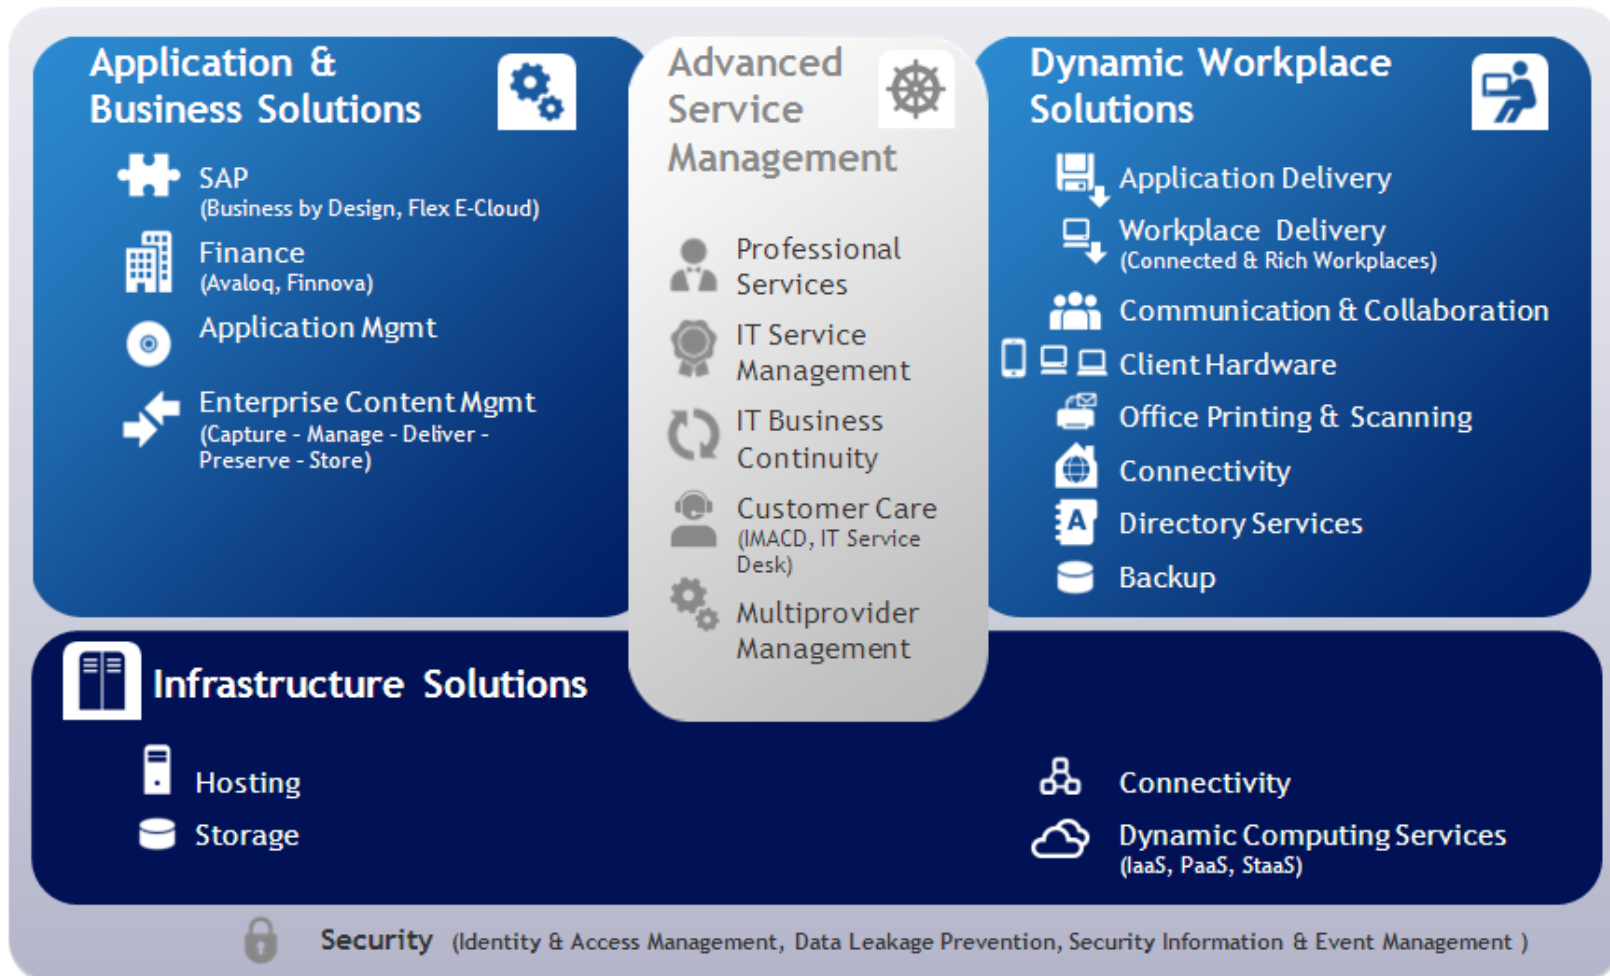 Application &
Business Solutions
SAP
(Business by Design, Flex E-Cloud)
Finance
(Avaloq, Finnova)
Application Mgmt
Enterprise Content Mgmt
(Capture - Manage - Deliver -
Preserve - Store)
Advanced
Service
Management
Professional
Services
IT Service
Management
IT Business
Continuity
Customer Care
(IMACD, IT Service
Desk)
Multiprovider
Management
Dynamic Workplace
Solutions
Application Delivery
Workplace Delivery
(Connected & Rich Workplaces)
Communication & Collaboration
Client Hardware
Office Printing & Scanning
Connectivity
A
Directory Services
Backup
Infrastructure Solutions
Hosting
Storage
Connectivity
Dynamic Computing Services
(IaaS, PaaS, StaaS)
Security (Identity & Access Management, Data Leakage Prevention, Security Information & Event Management )